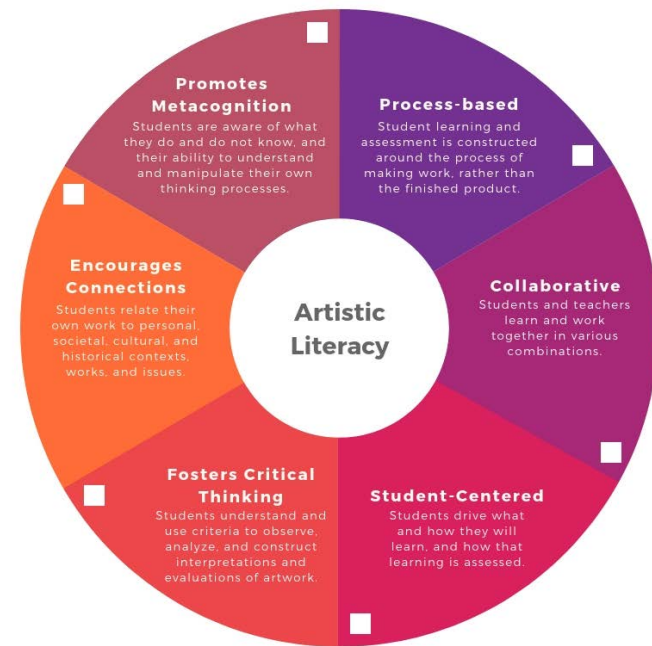 Promotes
Metacognition
Students are aware of what
they do and do not know, and
their ability to understand
and manipulate their own
thinking processes.
Process-based
Student learning and
assessment is constructed
around the process of
making work, rather than
the finished product.
Encourages
Connections
Students relate their
own work to personal,
societal, cultural, and
historical contexts,
works, and issues.
Artistic
Literacy
Collaborative
Students and teachers
learn and work
together in various
combinations.
Fosters Critical
Thinking
Students understand and
use criteria to observe,
analyze, and construct
interpretations and
evaluations of artwork.
Student-Centered
Students drive what
and how they will
learn, and how that
learning is assessed.